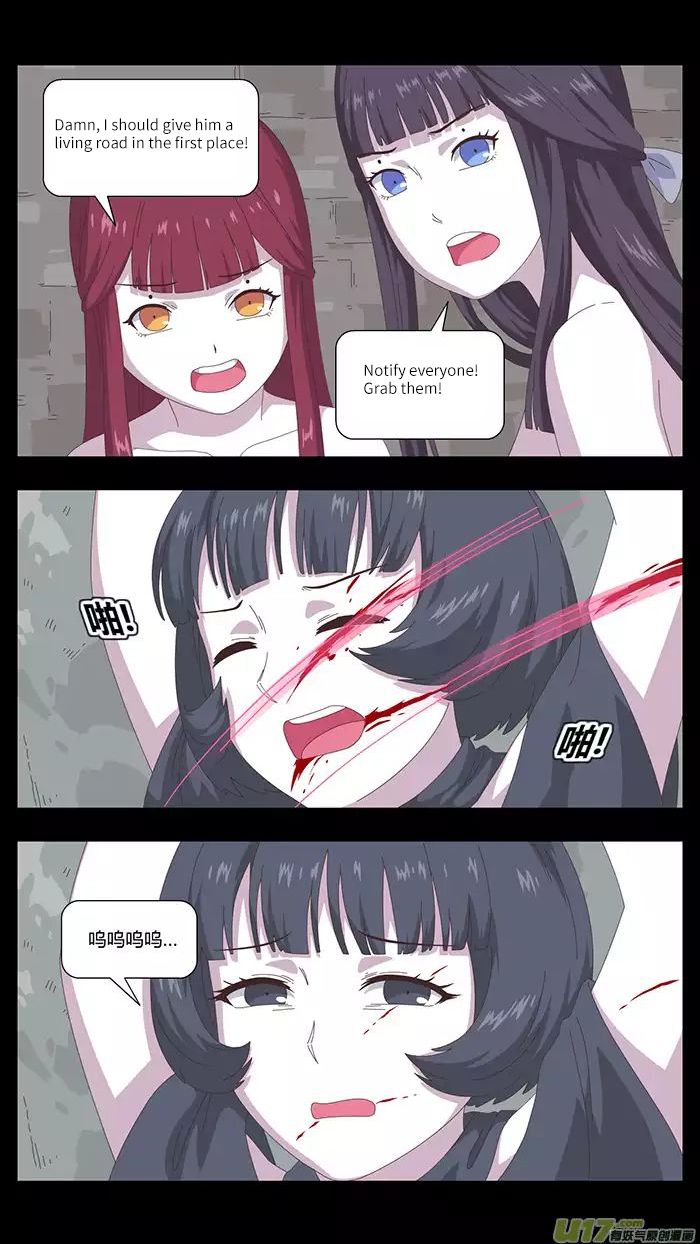 Damn, I should give him a
living road in the first place!
Notify everyone!
Grab them!
啪!
啪!
呜呜呜呜...
U17.com
有妖气原创漫画